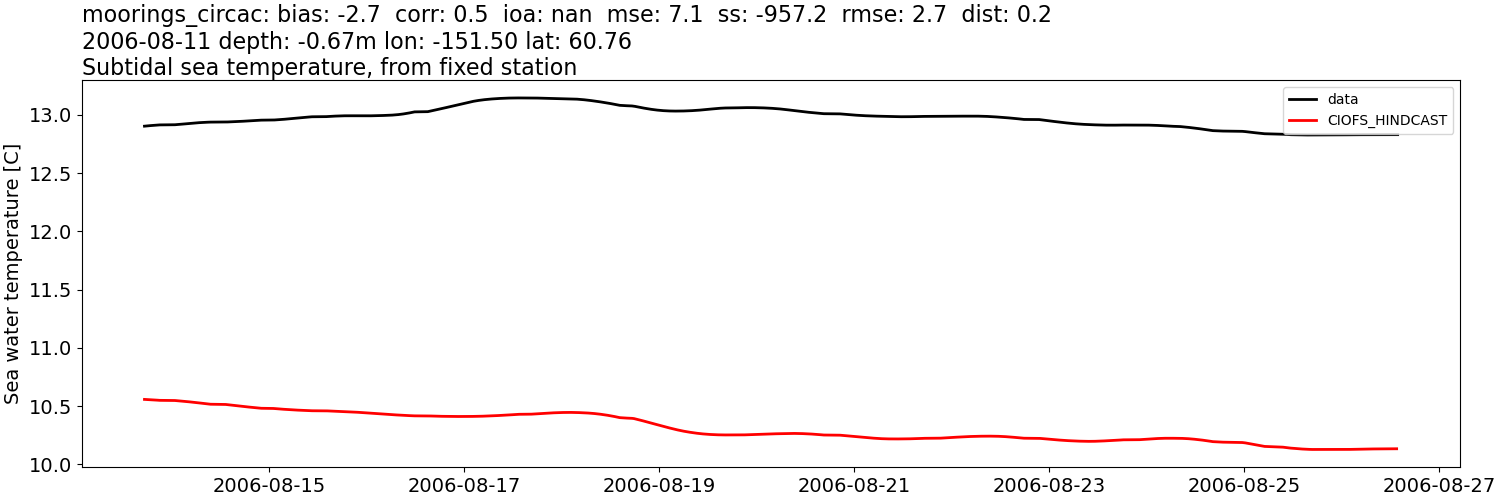 moorings_circac: bias: -2.7  corr: 0.5  ioa: nan  mse: 7.1  ss: -957.2  rmse: 2.7  dist: 0.2
2006-08-11 depth: -0.67m lon: -151.50 lat: 60.76
Subtidal sea temperature, from fixed station
Sea water temperature [C]
13.0
12.5
12.0
11.5
11.0
10.5
10.0
data
CIOFS_HINDCAST
2006-08-15
2006-08-17
2006-08-19
2006-08-21
2006-08-23
2006-08-25
2006-08-27